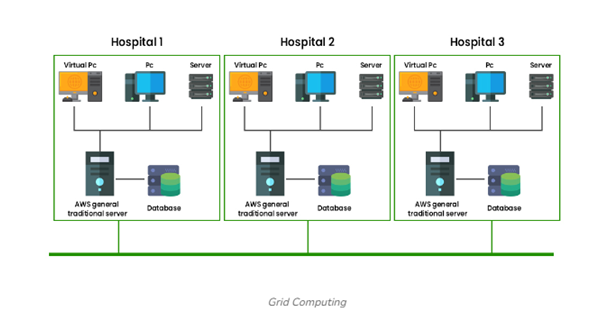 Hospital 1
Hospital 2
Hospital 3
Virtual Pc
Pc
Server
Virtual Pc
Pc
Server
Virtual Pc
Pc
Server
AWS general
traditional server
Database
AWS general
traditional server
Database
AWS general
traditional server
Database
Grid Computing